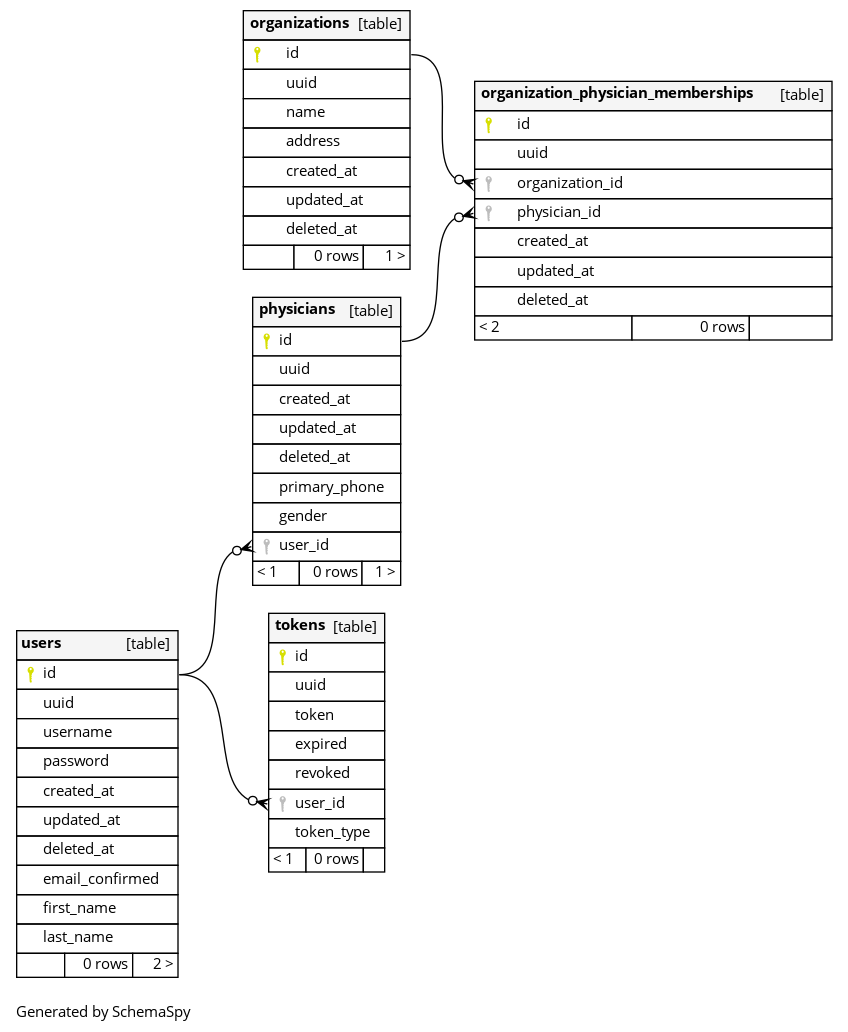 organizations [table]
id
uuid
name
address
created_at
updated_at
deleted_at
0 rows 1 >
organization_physician_memberships [table]
id
uuid
organization_id
physician_id
created_at
updated_at
deleted_at
< 2 0 rows
physicians [table]
id
uuid
created_at
updated_at
deleted_at
primary_phone
gender
user_id
< 1 0 rows 1 >
users [table]
id
uuid
username
password
created_at
updated_at
deleted_at
email_confirmed
first_name
last_name
0 rows 2 >
tokens [table]
id
uuid
token
expired
revoked
user_id
token_type
< 1 0 rows
Generated by SchemaSpy